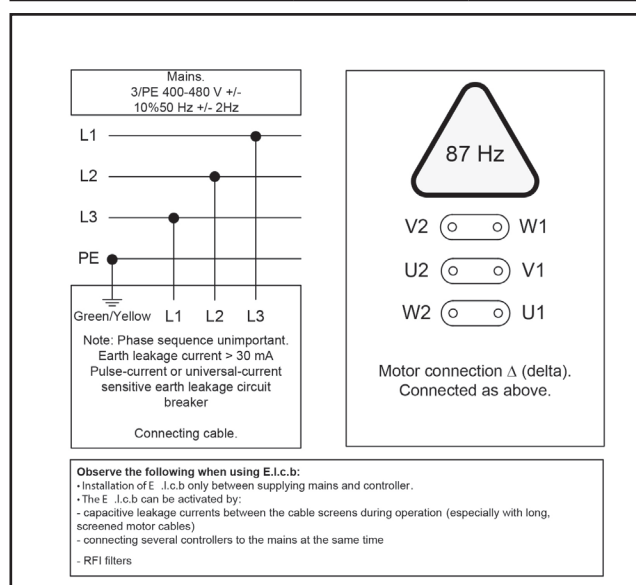 Mains.
3/PE 400-480 V +/-
10%50 Hz +/- 2Hz
L1
L2
L3
PE
Green/Yellow L1 L2 L3
Note: Phase sequence unimportant.
Earth leakage current > 30 mA
Pulse-current or universal-current
sensitive earth leakage circuit
breaker
Connecting cable.
87 Hz
V2 W1
U2 V1
W2 U1
Motor connection Δ (delta).
Connected as above.
Observe the following when using E.l.c.b:
• Installation of E .l.c.b only between supplying mains and controller.
• The E .l.c.b can be activated by:
- capacitive leakage currents between the cable screens during operation (especially with long,
screened motor cables)
- connecting several controllers to the mains at the same time
- RFI filters